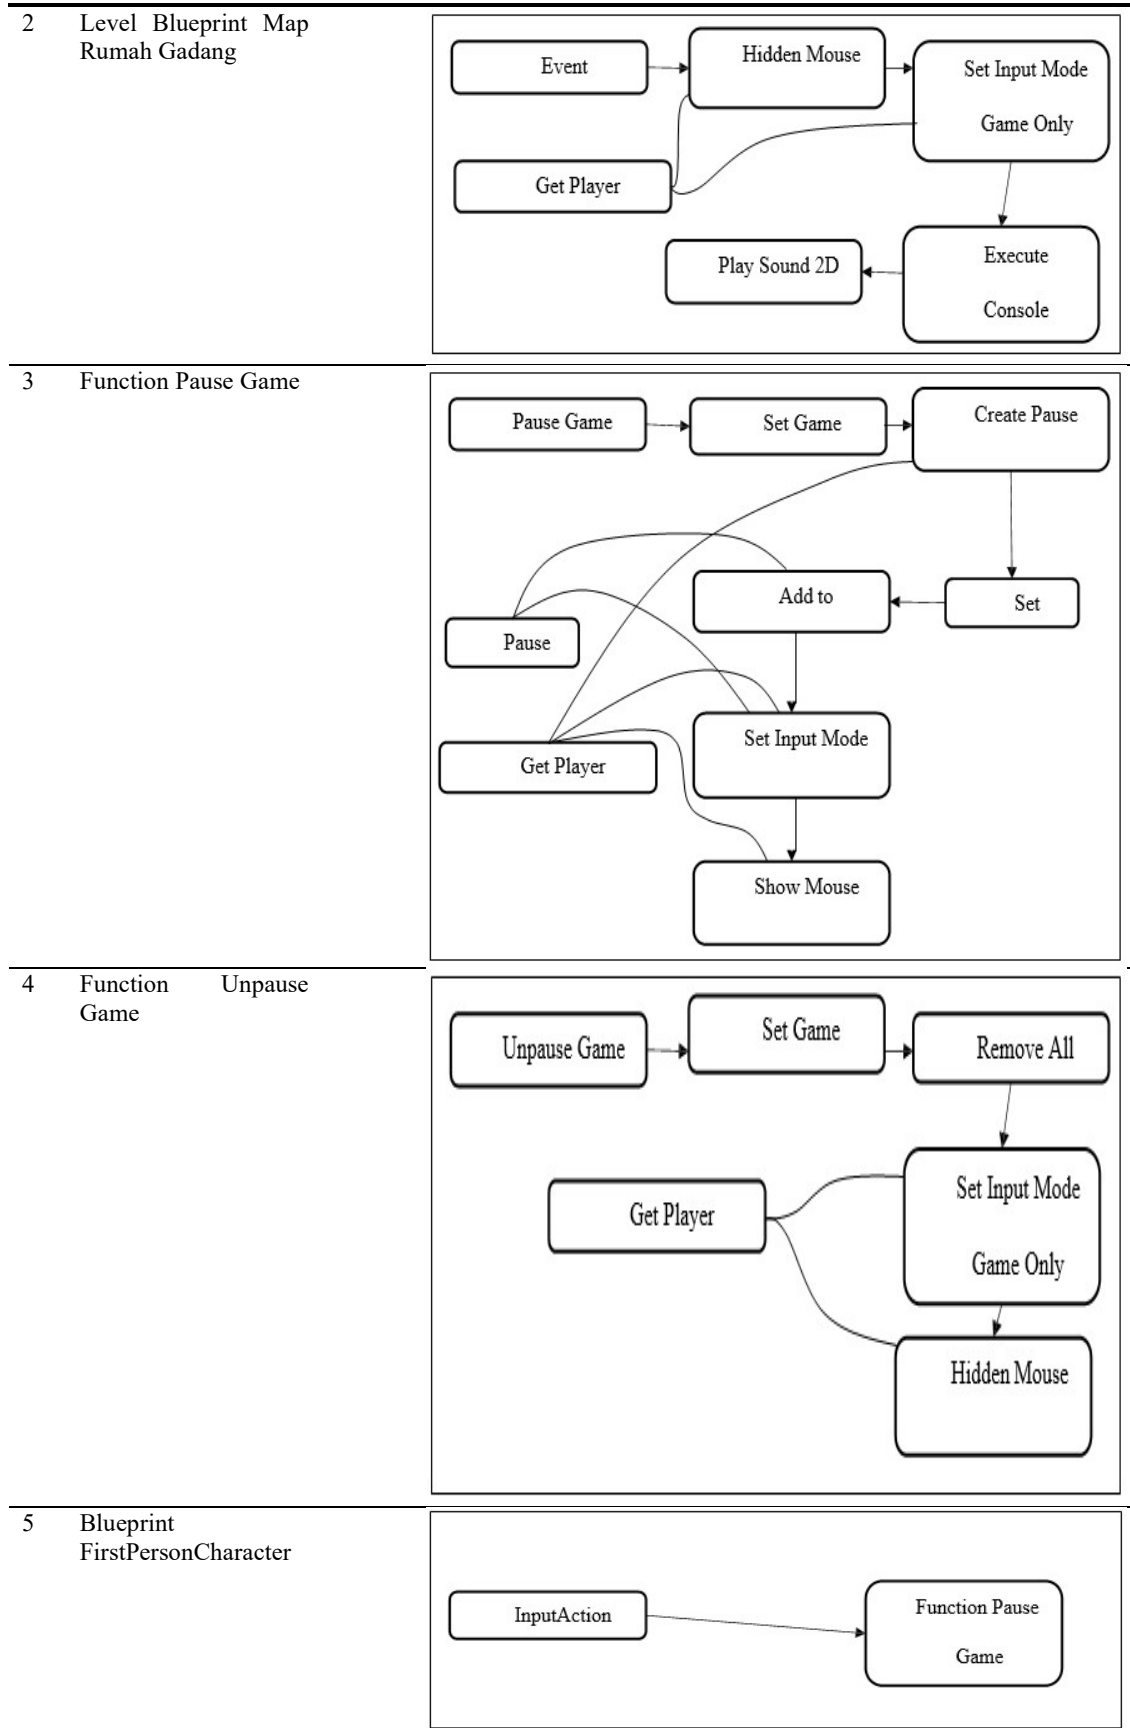 2
Level Blueprint Map
Rumah Gadang
Event
Hidden Mouse
Set Input Mode
Game Only
Get Player
Play Sound 2D
Execute
Console
3
Function Pause Game
Pause Game
Set Game
Create Pause
Add to
Set
Pause
Set Input Mode
Get Player
Show Mouse
4
Function Unpause
Game
Unpause Game
Set Game
Remove All
Get Player
Set Input Mode
Game Only
Hidden Mouse
5
Blueprint
FirstPersonCharacter
InputAction
Function Pause
Game